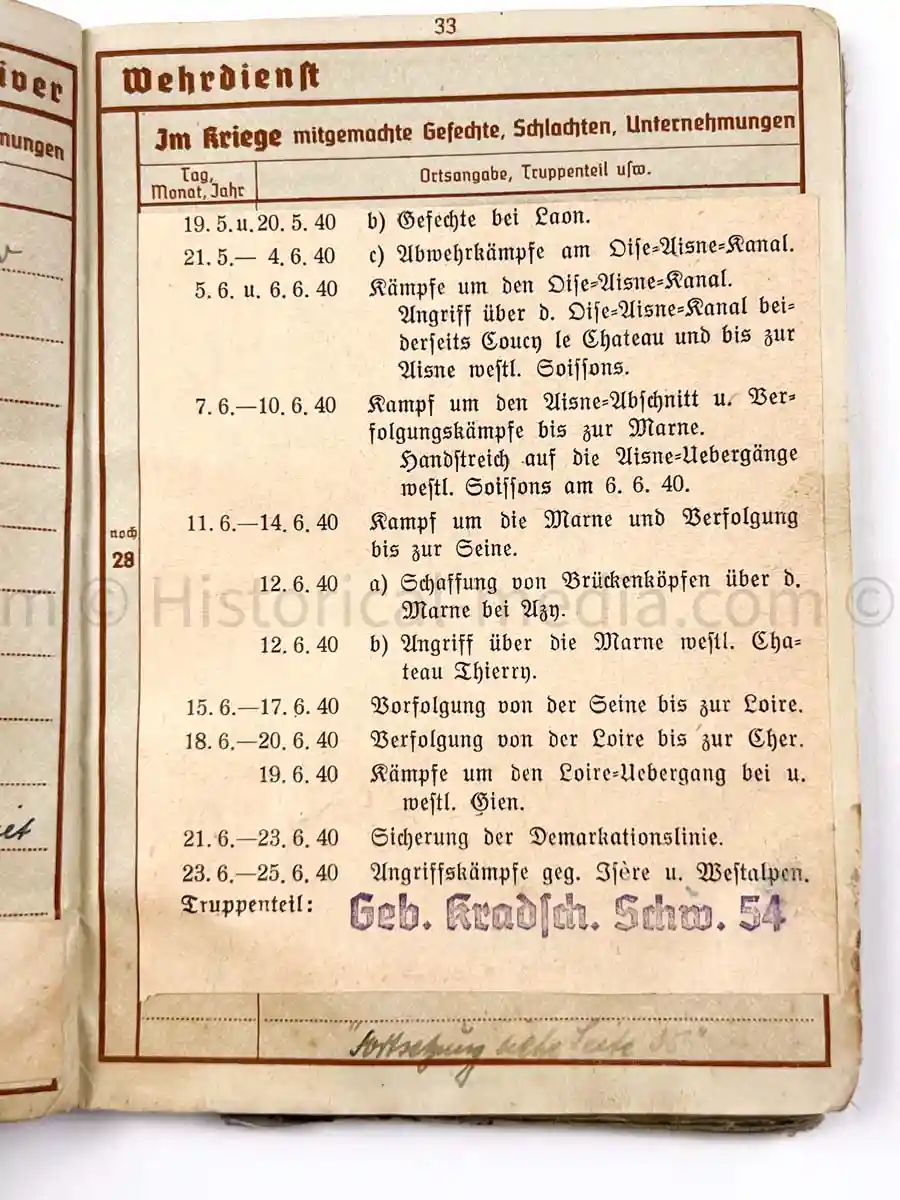 33
iver
nungen
Wehrdienst
Im Kriege mitgemachte Gefechte, Schlachten, Unternehmungen
Tag, Monat, Jahr
Ortsangabe, Truppenteil usw.
19. 5. u. 20. 5. 40 b) Gefechte bei Laon.
21. 5.— 4. 6. 40 c) Abwehrkämpfe am Oise=Aisne=Kanal.
5. 6. u. 6. 6. 40 Kämpfe um den Oise=Aisne=Kanal.
Angriff über d. Oise=Aisne=Kanal bei=
derseits Coucy le Chateau und bis zur
Aisne westl. Soissons.
7. 6.—10. 6. 40 Kampf um den Aisne=Abschnitt u. Ver=
folgungskämpfe bis zur Marne.
Handstreich auf die Aisne=Uebergänge
westl. Soissons am 6. 6. 40.
11. 6.—14. 6. 40 Kampf um die Marne und Verfolgung
bis zur Seine.
12. 6. 40 a) Schaffung von Brückenköpfen über d.
Marne bei Azy.
12. 6. 40 b) Angriff über die Marne westl. Cha=
teau Thierry.
15. 6.—17. 6. 40 Vorfolgung von der Seine bis zur Loire.
18. 6.—20. 6. 40 Verfolgung von der Loire bis zur Cher.
19. 6. 40 Kämpfe um den Loire=Uebergang bei u.
westl. Gien.
21. 6.—23. 6. 40 Sicherung der Demarkationslinie.
23. 6.—25. 6. 40 Angriffskämpfe geg. Isère u. Westalpen.
Truppenteil: Geb. Kradsch. Schw. 54
noch
28
"Fortsetzung siehe Seite 35"
m © Historical-media.com ©